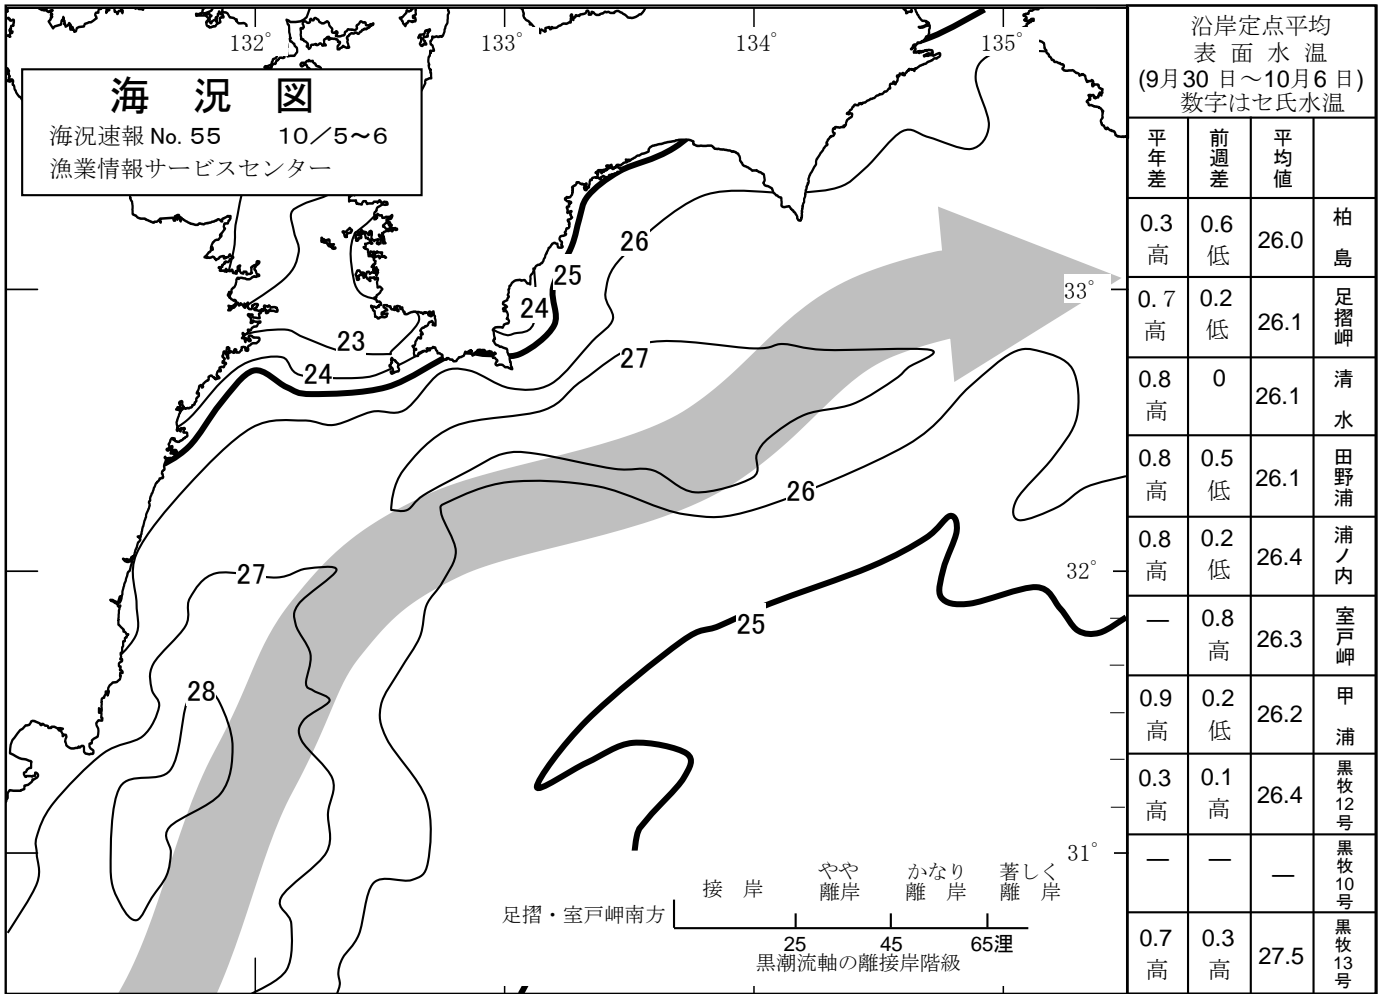 132°
133°
134°
135°
海況図
海況速報 No. 55 10/5~6
漁業情報サービスセンター
26
25
24
33°
23
27
24
26
32°
27
25
28
31°
接岸
やや離岸
かなり離岸
著しく離岸
足摺・室戸岬南方
25 45 65浬
黒潮流軸の離接岸階級
沿岸定点平均
表面水温
(9月30日～10月6日)
数字はセ氏水温
平年差 前週差 平均値
0.3高 0.6低 26.0 柏島
0.7高 0.2低 26.1 足摺岬
0.8高 0 26.1 清水
0.8高 0.5低 26.1 田野浦
0.8高 0.2低 26.4 浦ノ内
― 0.8高 26.3 室戸岬
0.9高 0.2低 26.2 甲浦
0.3高 0.1高 26.4 黒牧12号
― ― ― 黒牧10号
0.7高 0.3高 27.5 黒牧13号